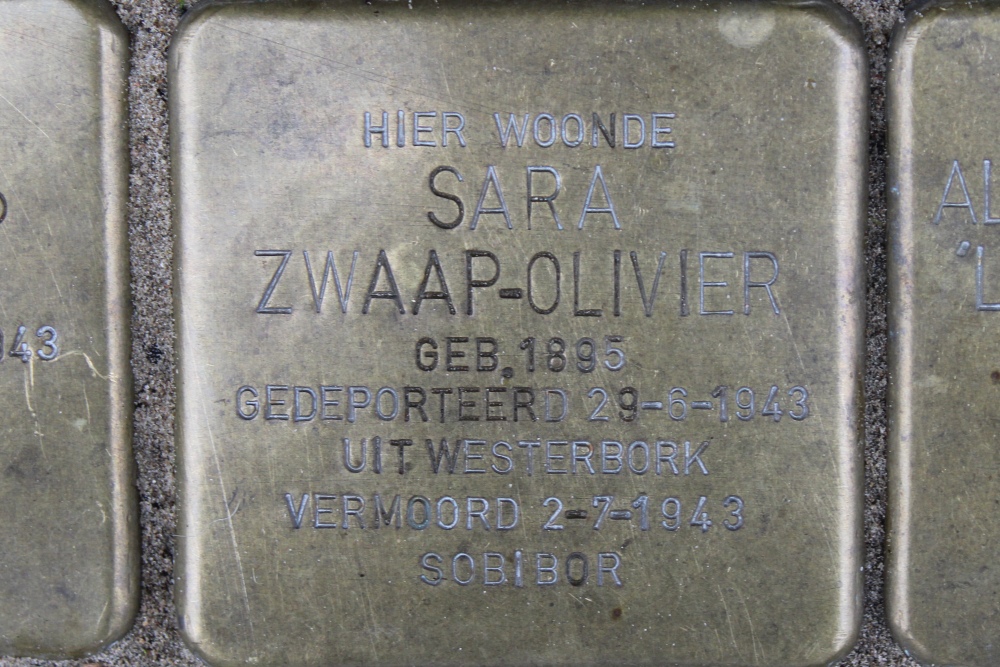 HIER WOONDE
SARA
ZWAAP-OLIVIER
GEB. 1895
GEDEPORTEERD 29-6-1943
UIT WESTERBORK
VERMOORD 2-7-1943
SOBIBOR